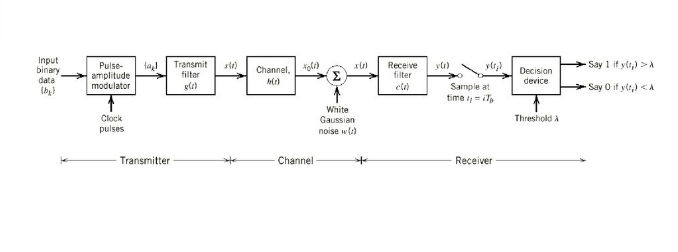 Input
binary
data
{b_k}
Pulse-
amplitude
modulator
Clock
pulses
{a_k}
Transmit
filter
g(t)
s(t)
Channel,
h(t)
x_0(t)
Σ
White
Gaussian
noise w(t)
x(t)
Receive
filter
c(t)
y(t)
y(t_i)
Sample at
time t_i = iT_b
Decision
device
Threshold λ
Say 1 if y(t_i) > λ
Say 0 if y(t_i) < λ
Transmitter
Channel
Receiver